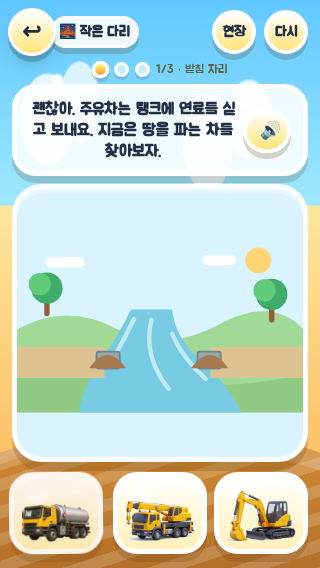 작은 다리
현장
다시
1/3 · 받침 자리
괜찮아. 주유차는 탱크에 연료를 싣
고 보내요. 지금은 땅을 파는 차를
찾아보자.